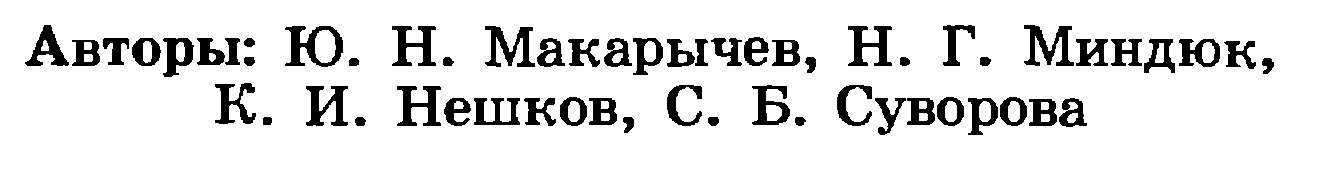 Авторы: Ю. Н. Макарычев, Н. Г. Миндюк,
К. И. Нешков, С. Б. Суворова